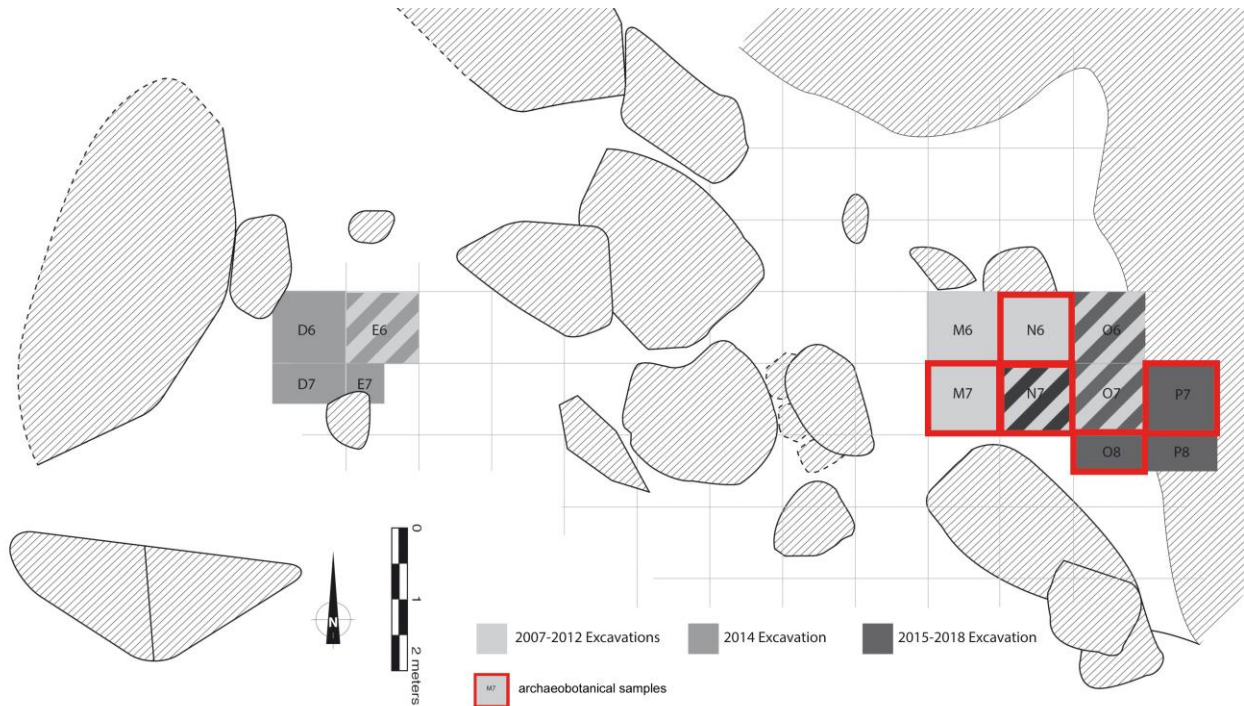 D6 E6 M6 N6 O6
D7 E7 M7 N7 O7 P7
O8 P8
0
1
2 meters
N
2007-2012 Excavations 2014 Excavation 2015-2018 Excavation
M7 archaeobotanical samples